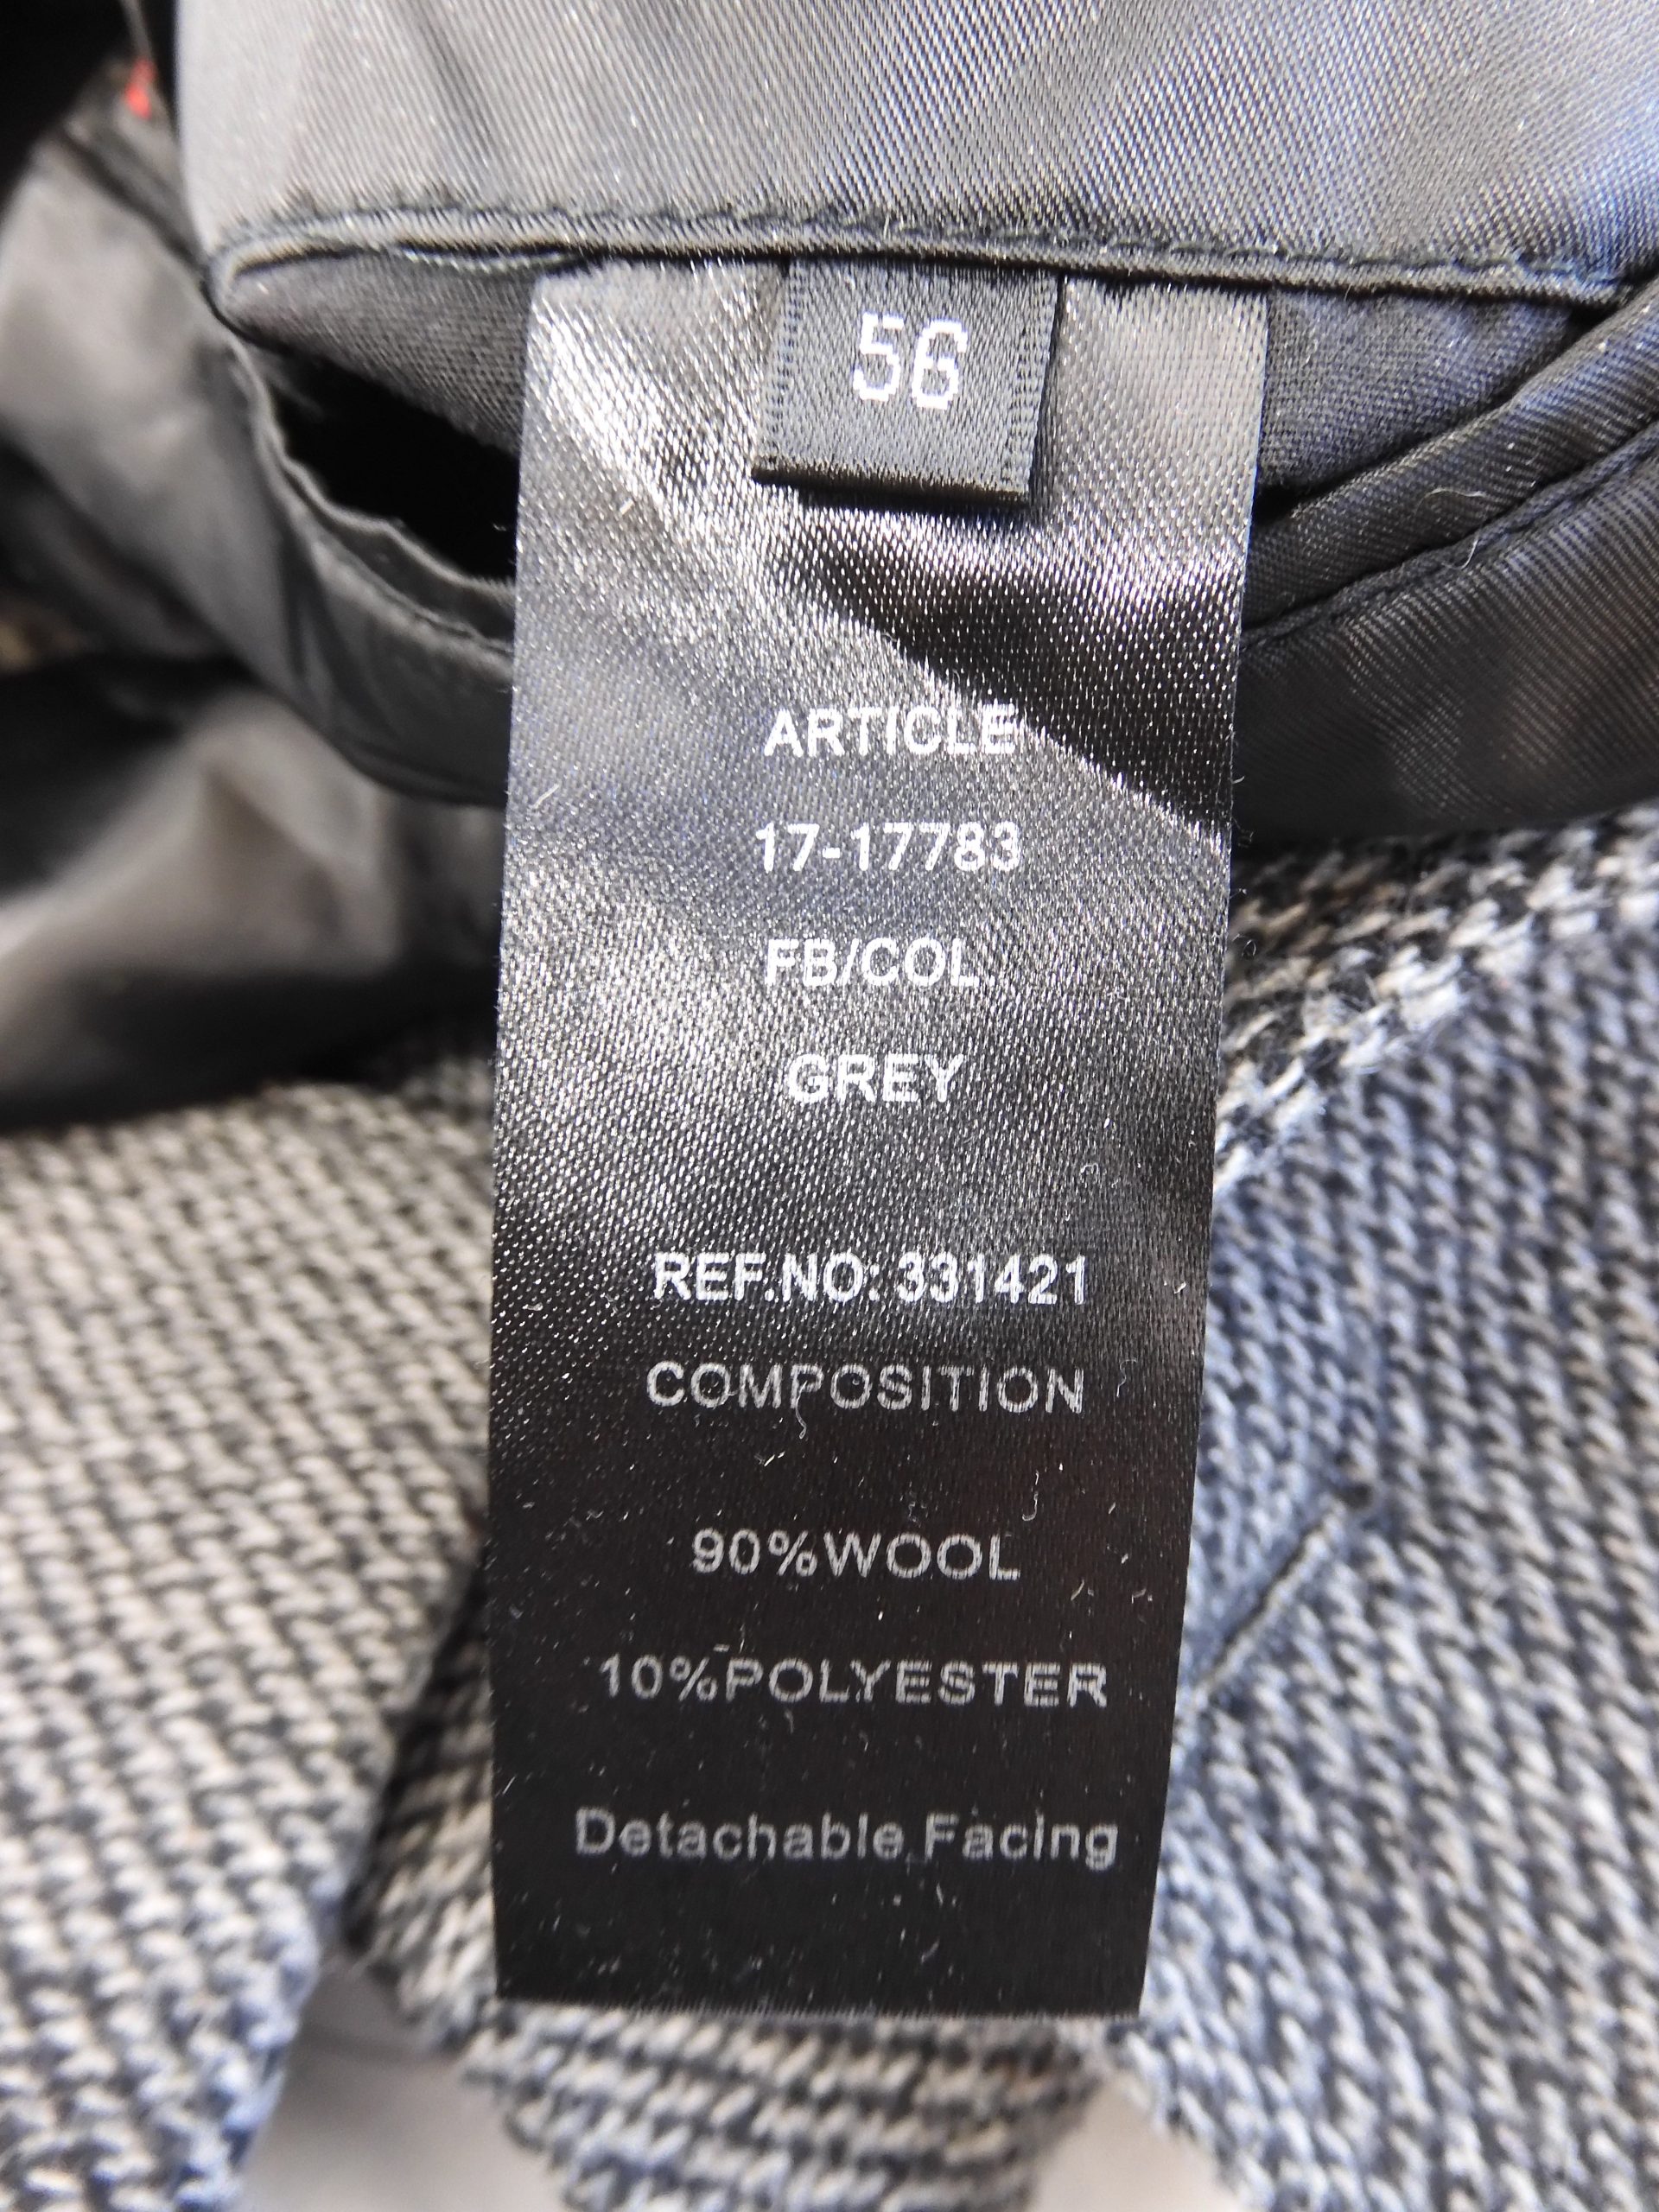 56
ARTICLE
17-17783
FB/COL
GREY
REF.NO: 331421
COMPOSITION
90%WOOL
10%POLYESTER
Detachable Facing